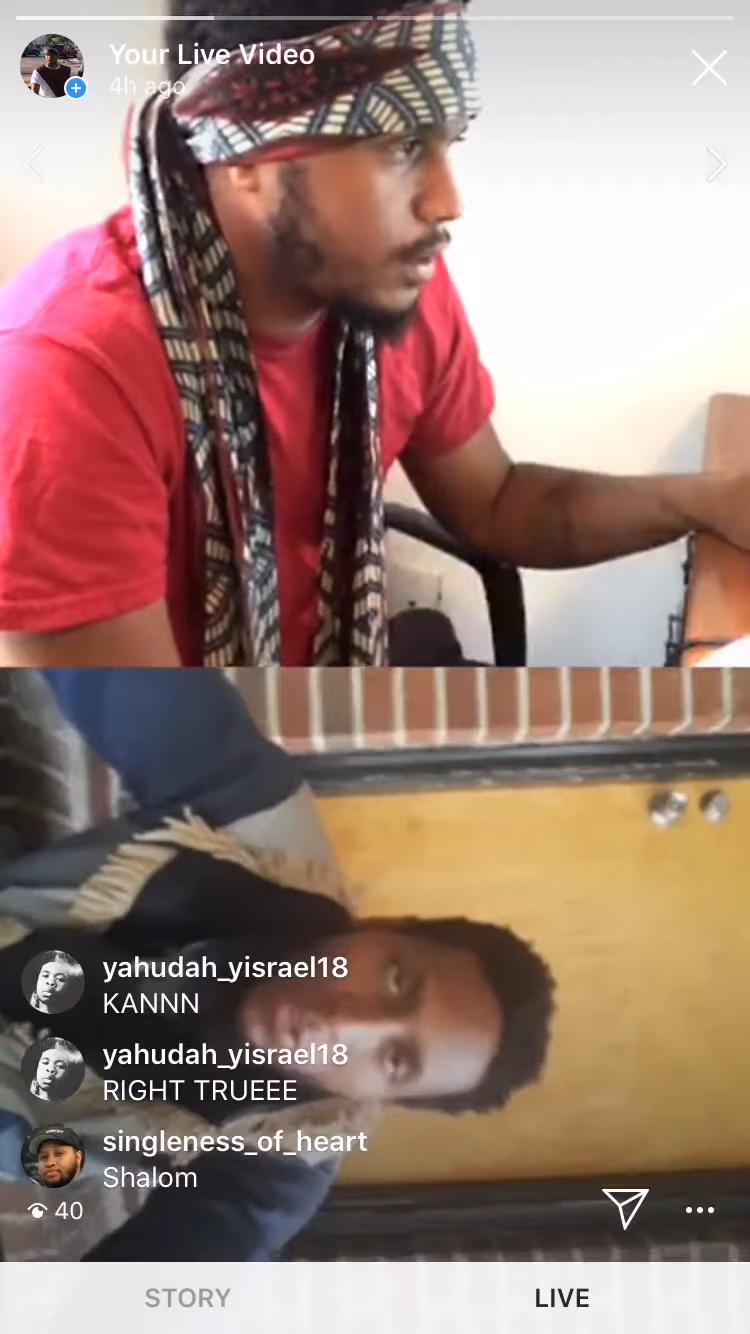 Your Live Video
4h ago
yahudah_yisrael18
KANNN
yahudah_yisrael18
RIGHT TRUEEE
singleness_of_heart
Shalom
40
STORY
LIVE